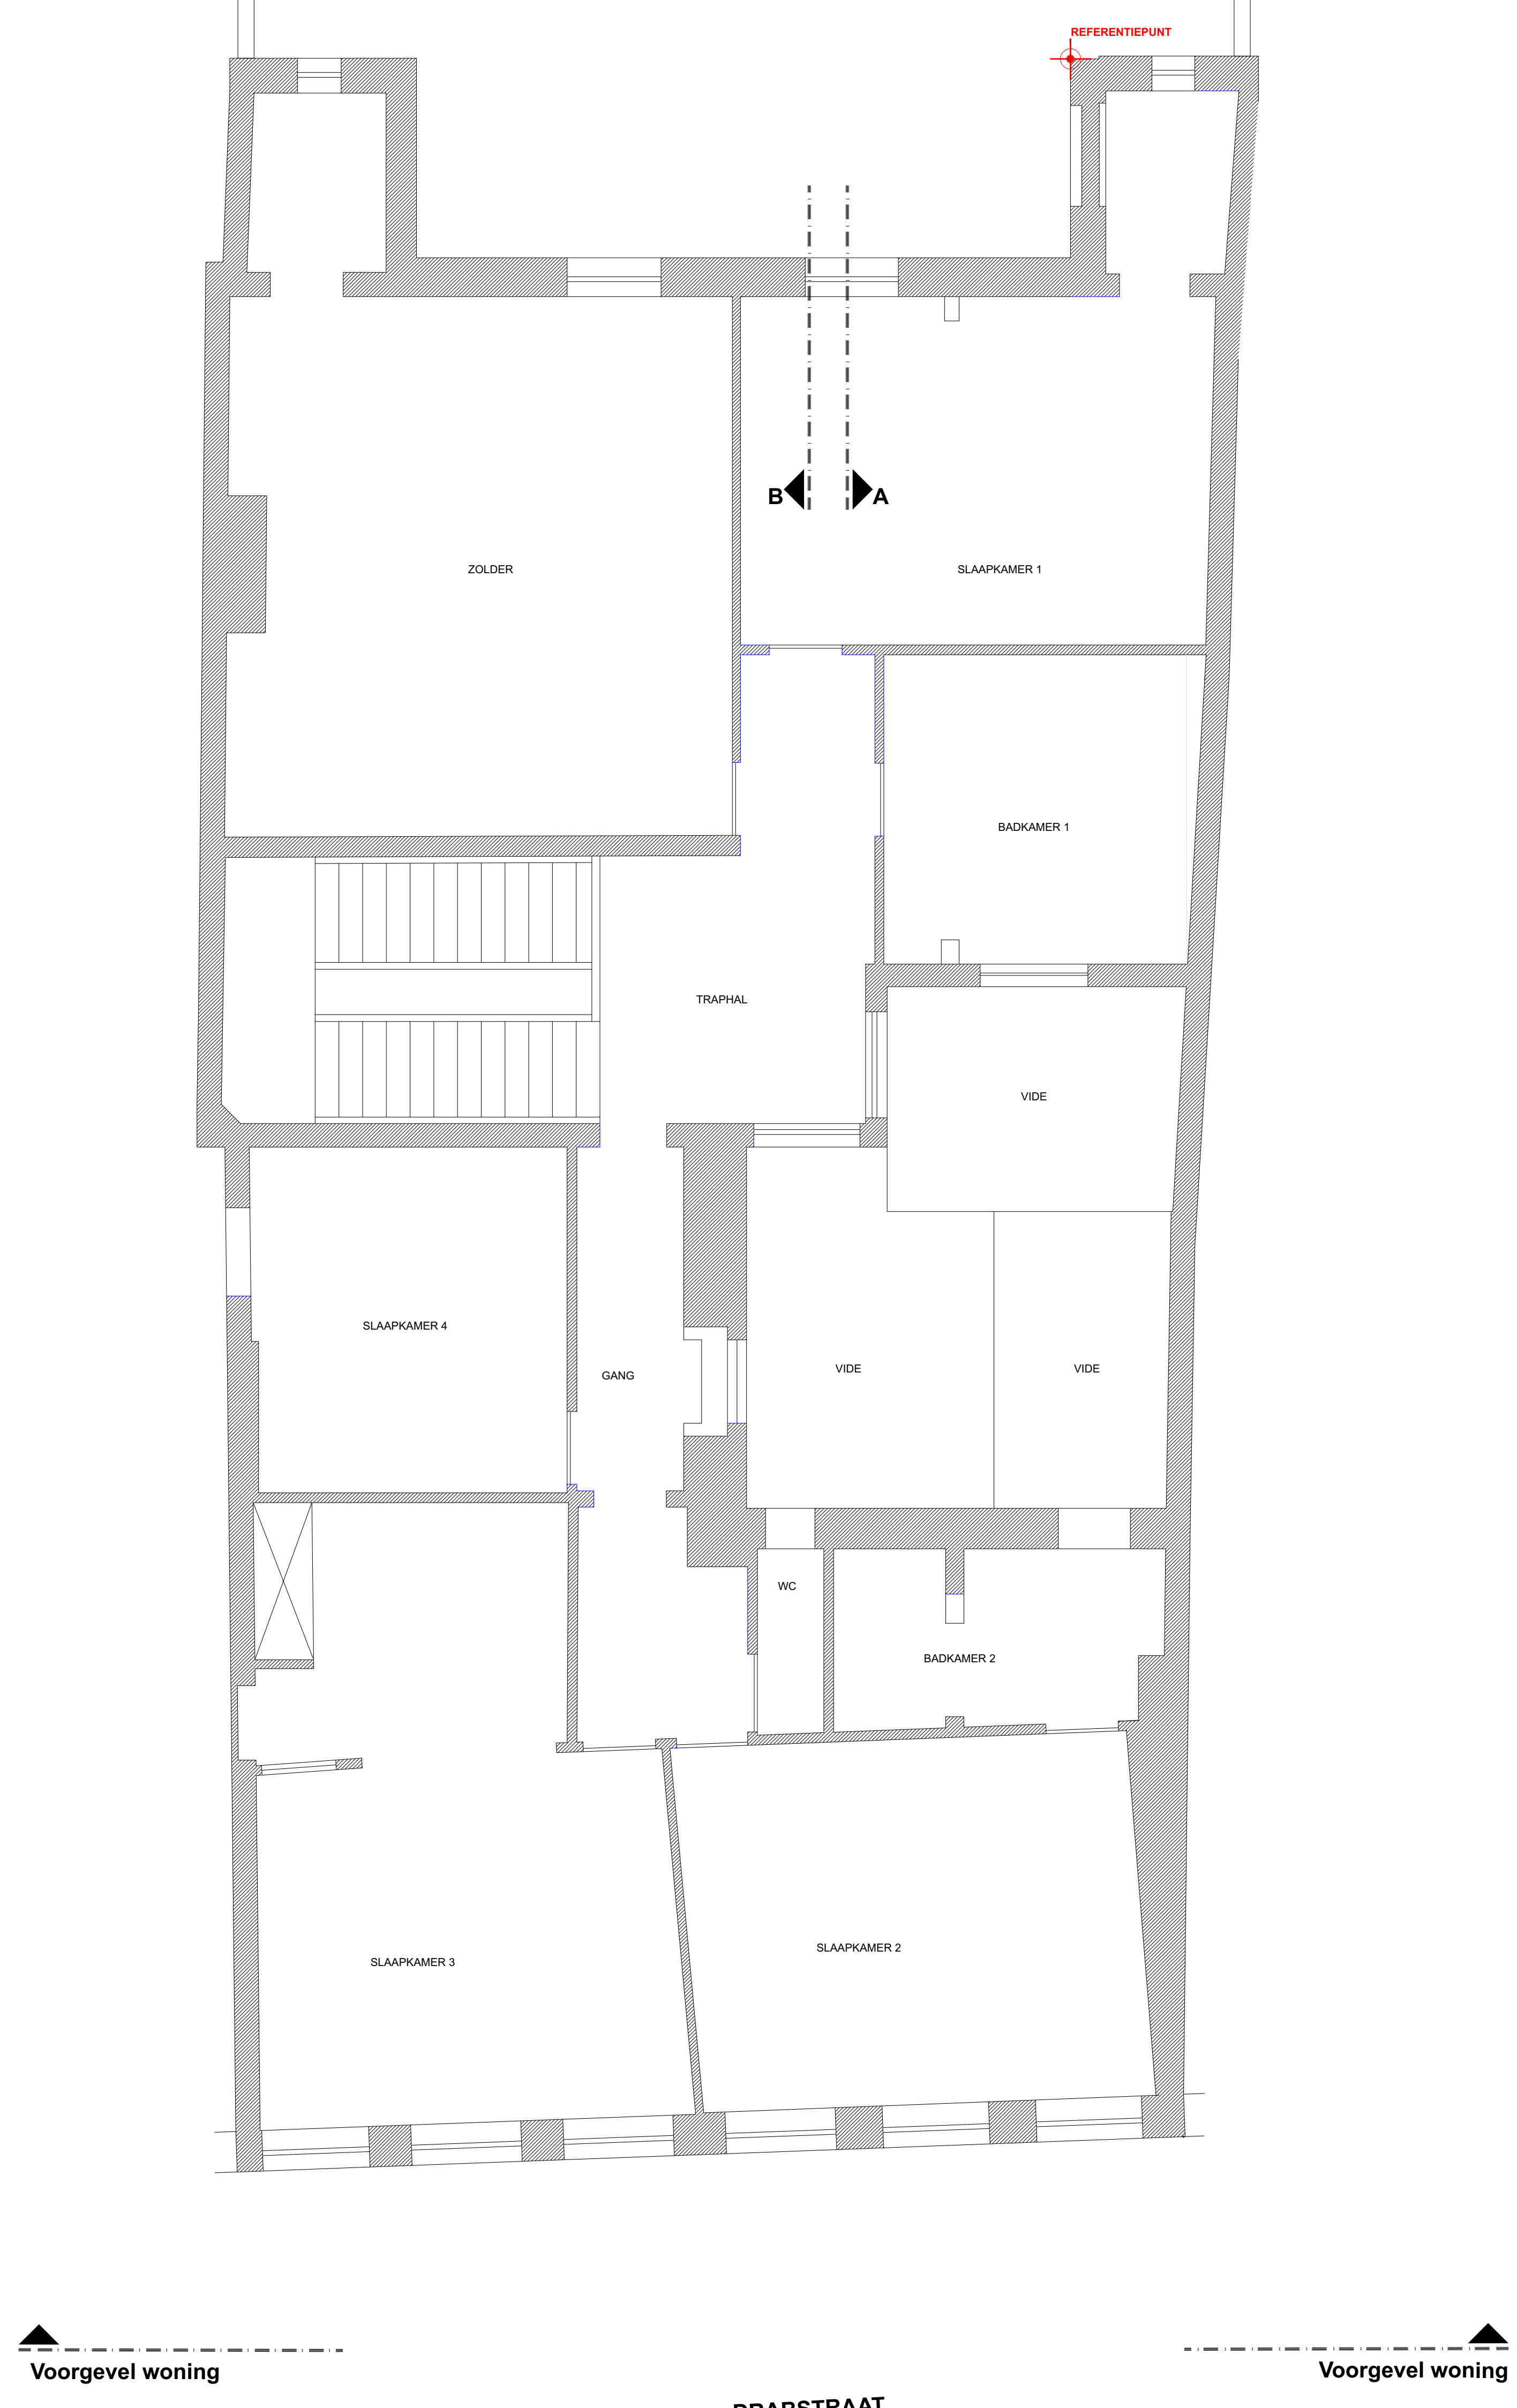 REFERENTIEPUNT
B
A
ZOLDER
SLAAPKAMER 1
BADKAMER 1
TRAPHAL
VIDE
SLAAPKAMER 4
GANG
VIDE
VIDE
WC
BADKAMER 2
SLAAPKAMER 3
SLAAPKAMER 2
Voorgevel woning
Voorgevel woning
DRABSTRAAT